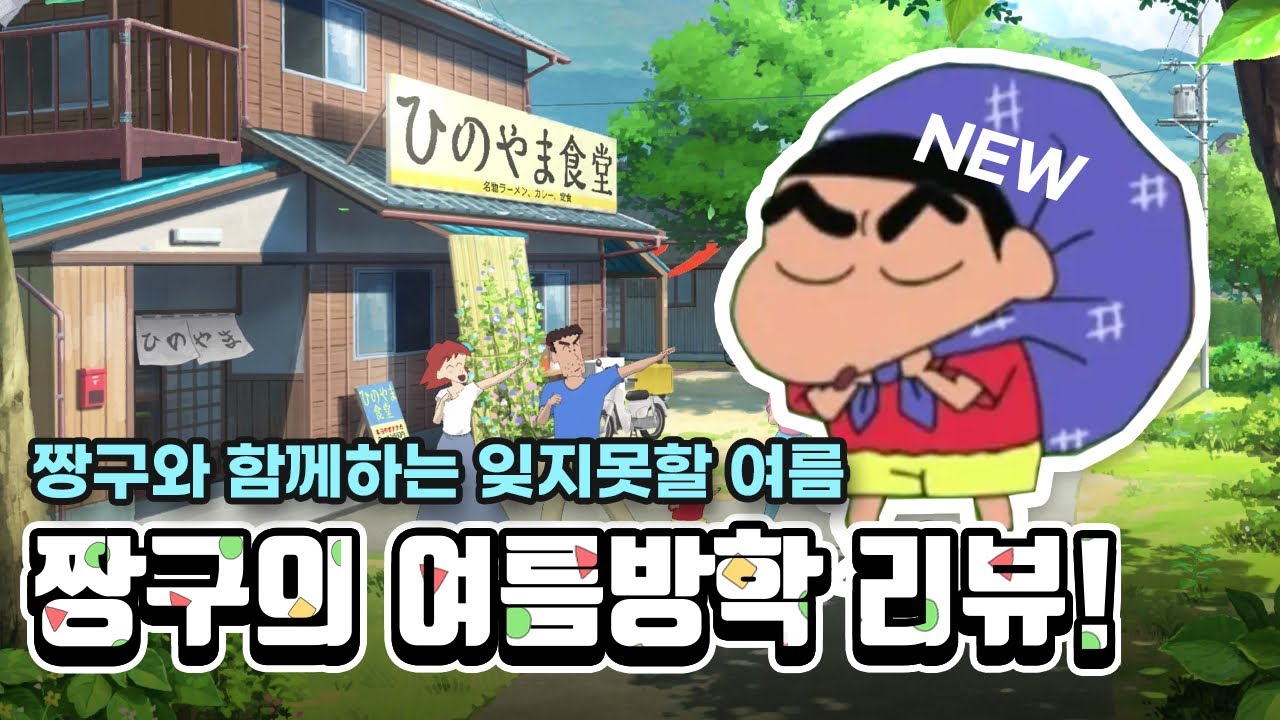 ひのやま食堂
名物ラーメン、カレー、定食
NEW
ひのやま
ひのやま
食堂
짱구와 함께하는 잊지못할 여름
짱구의 여름방학 리뷰!